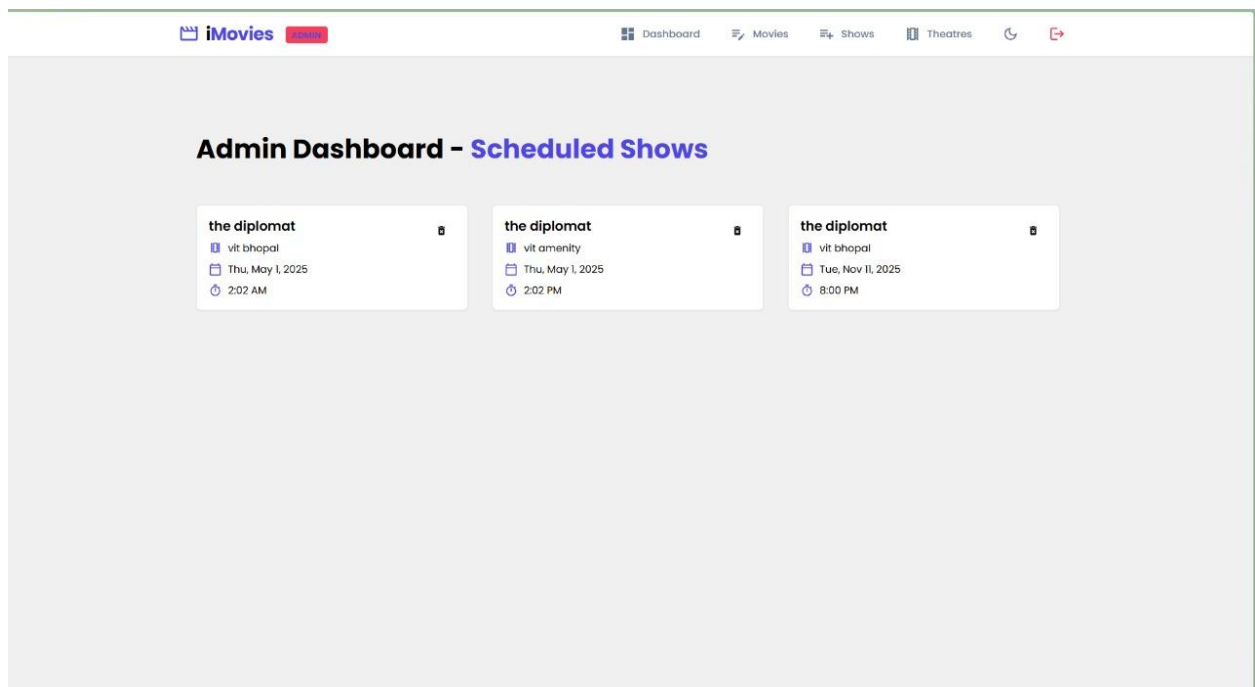 iMovies ADMIN Dashboard Movies Shows Theatres
Admin Dashboard - Scheduled Shows
the diplomat
vit bhopal
Thu, May 1, 2025
2:02 AM
the diplomat
vit amenity
Thu, May 1, 2025
2:02 PM
the diplomat
vit bhopal
Tue, Nov 11, 2025
8:00 PM